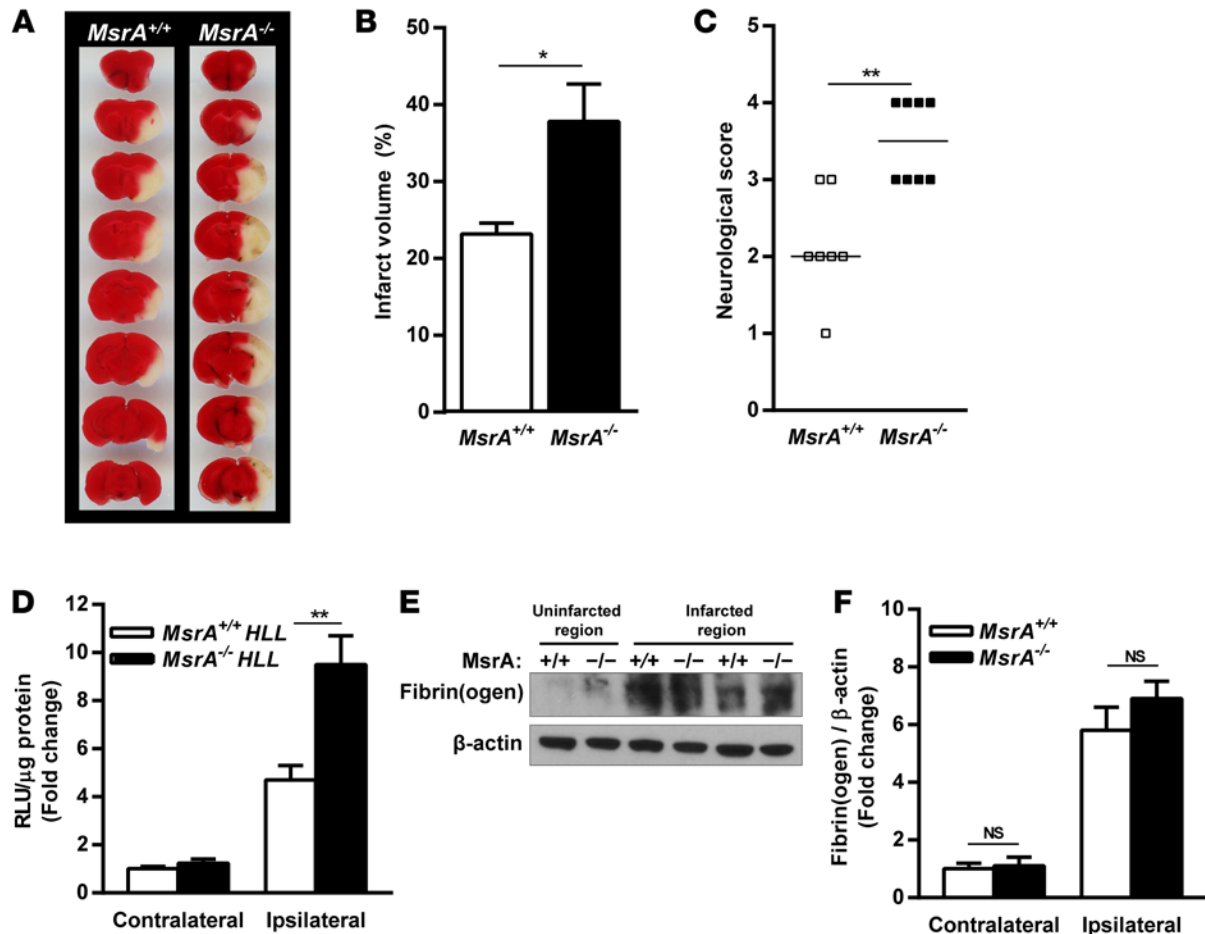 A
MsrA+/+ MsrA-/-
B
50
40
30
20
10
0
Infarct volume (%)
*
MsrA+/+ MsrA-/-
C
5
4
3
2
1
0
Neurological score
**
MsrA+/+ MsrA-/-
D
12
10
8
6
4
2
0
RLU/µg protein
(Fold change)
MsrA+/+ HLL
MsrA-/- HLL
**
Contralateral Ipsilateral
E
Uninfarcted region
Infarcted region
MsrA: +/+ −/− +/+ −/− +/+ −/−
Fibrin(ogen)
β-actin
F
10
8
6
4
2
0
Fibrin(ogen) / β-actin
(Fold change)
MsrA+/+
MsrA-/-
NS
NS
Contralateral Ipsilateral